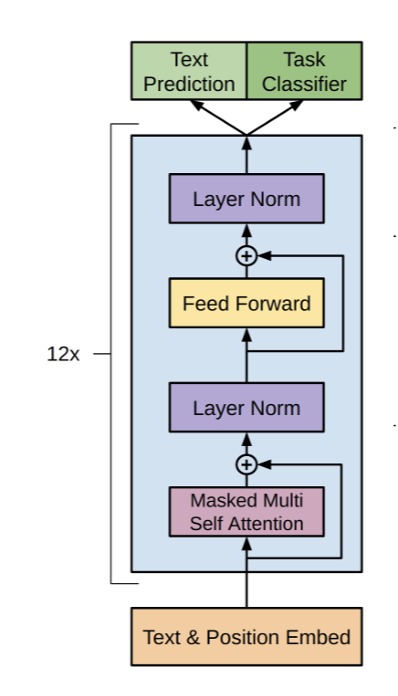 Text
Prediction
Task
Classifier
Layer Norm
Feed Forward
12x
Layer Norm
Masked Multi
Self Attention
Text & Position Embed